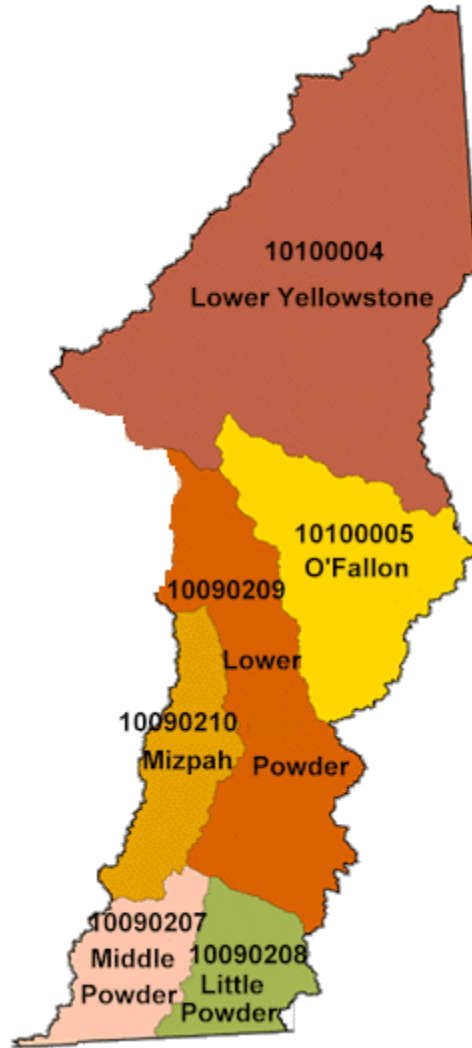 10100004
Lower Yellowstone
10100005
O'Fallon
10090209
Lower
Powder
10090210
Mizpah
10090207
Middle
Powder
10090208
Little
Powder